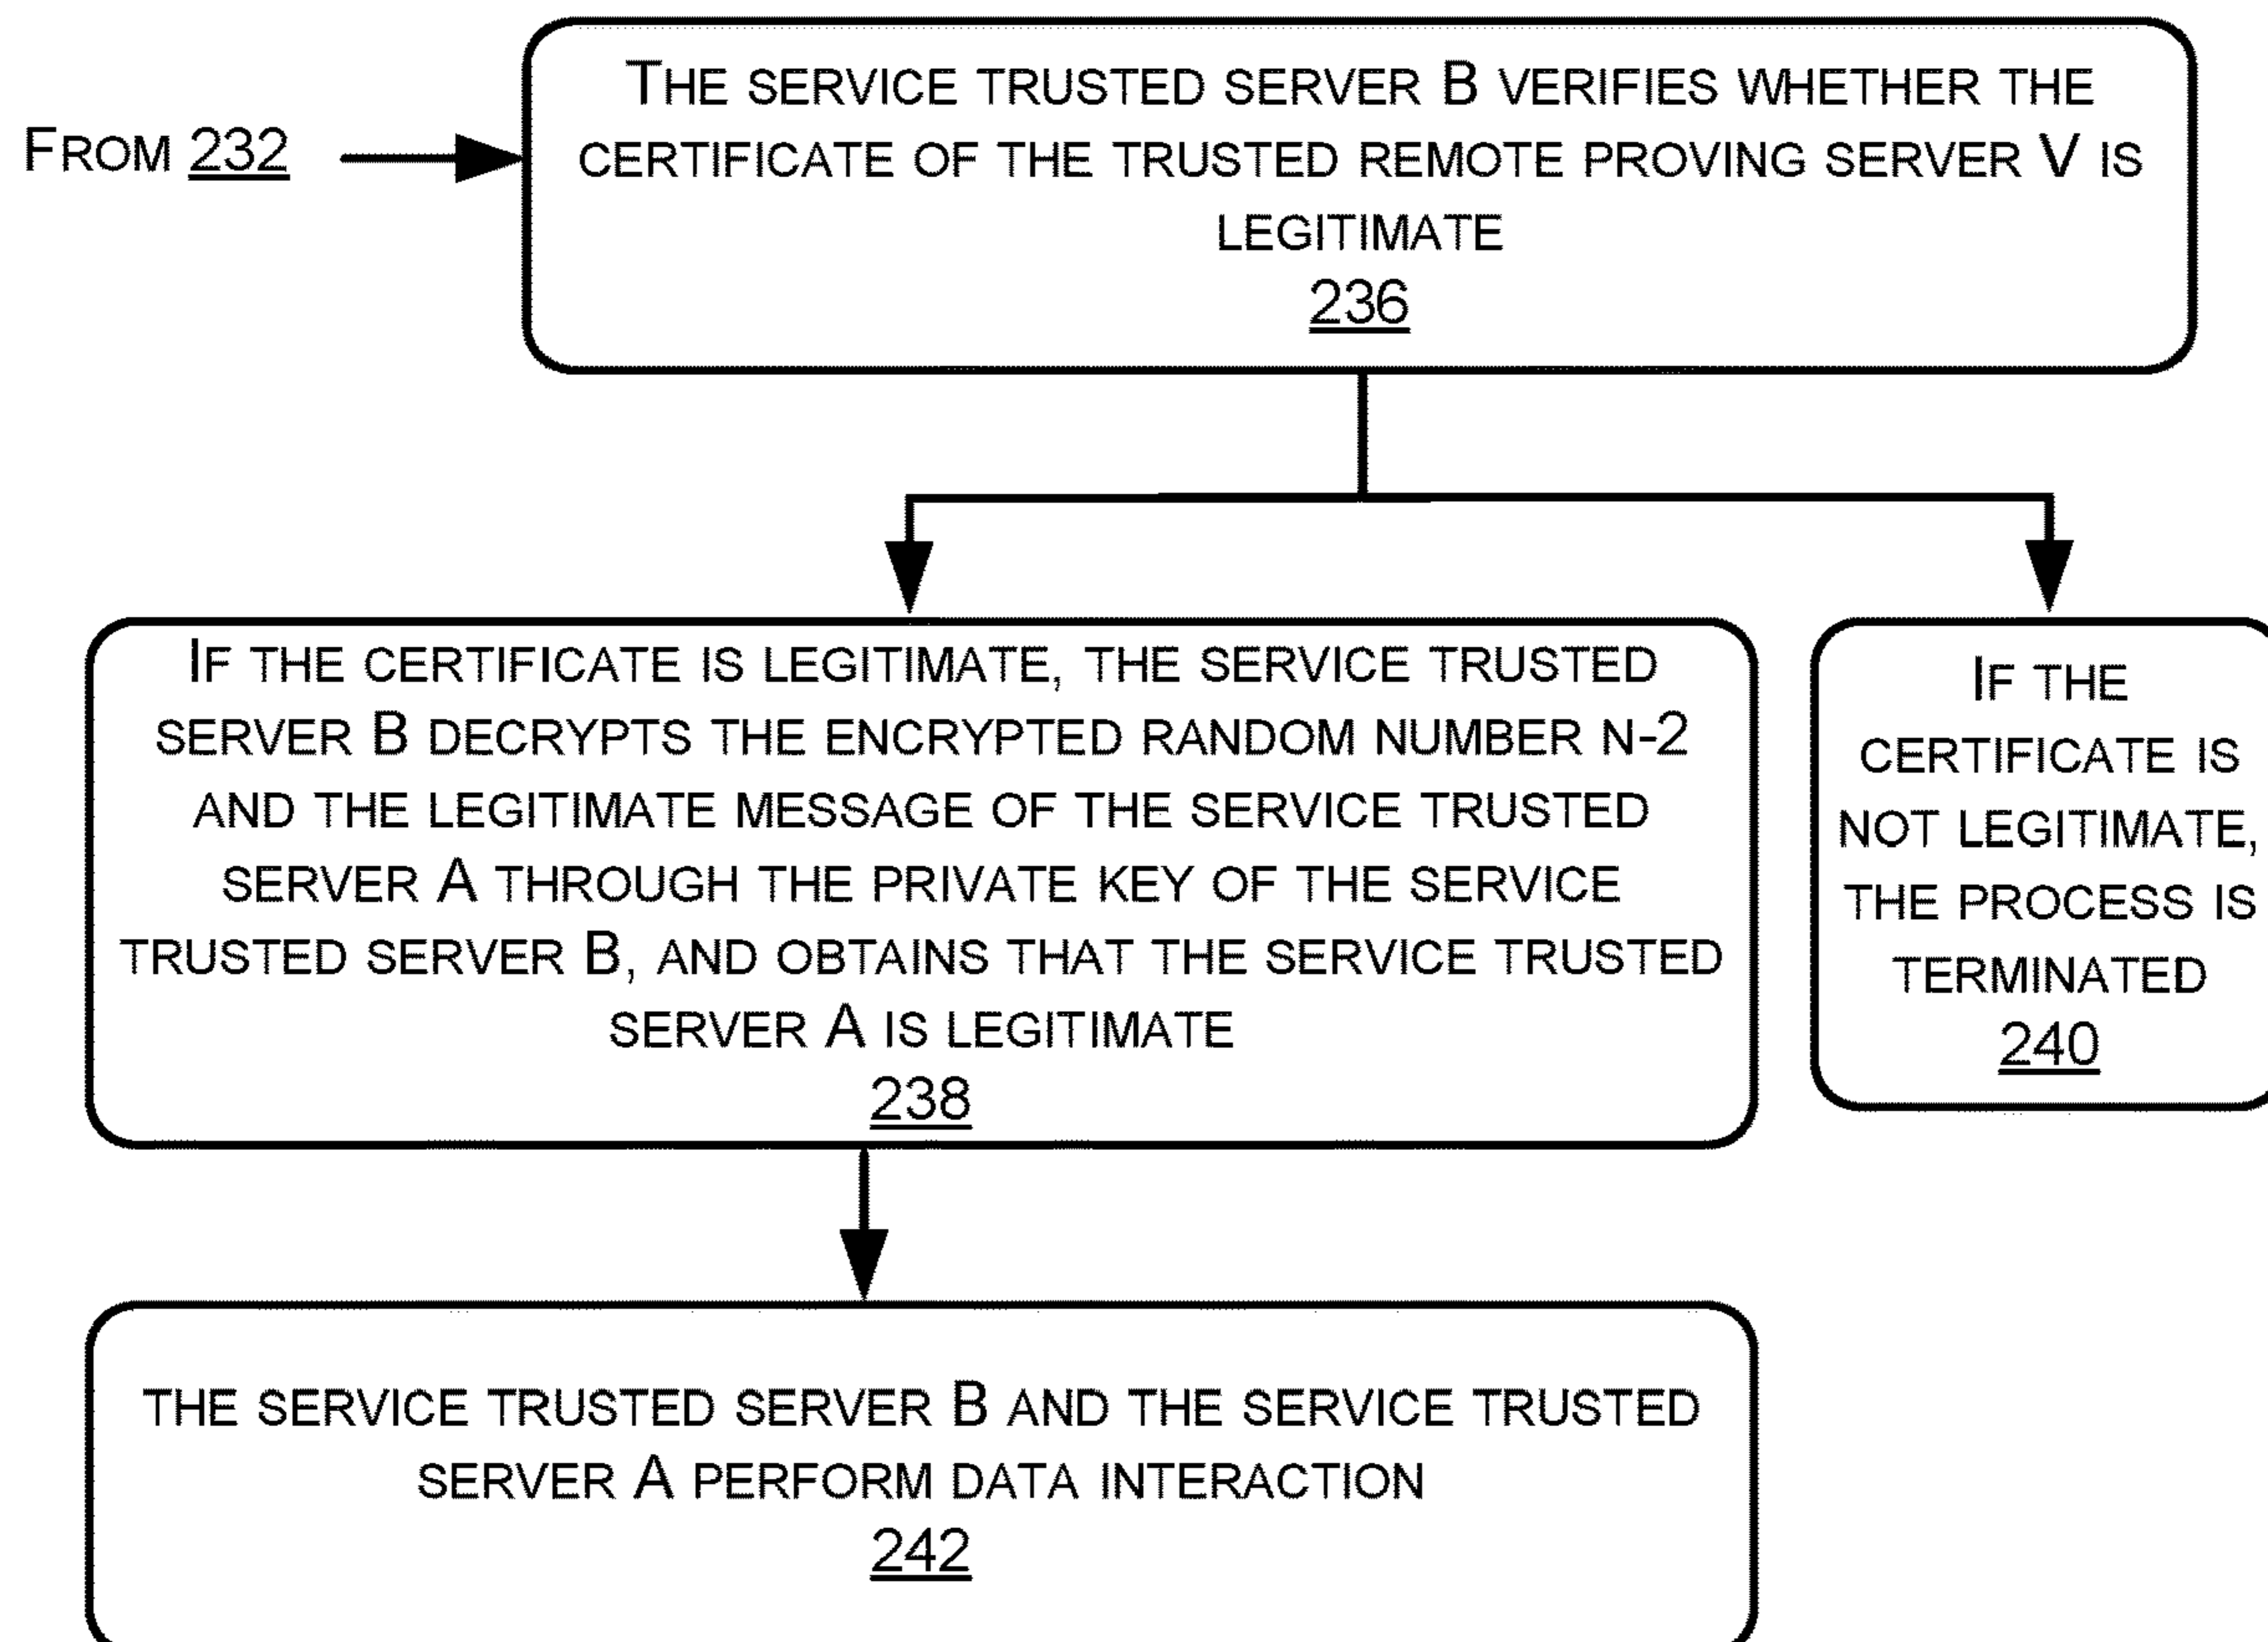 FROM 232
THE SERVICE TRUSTED SERVER B VERIFIES WHETHER THE
CERTIFICATE OF THE TRUSTED REMOTE PROVING SERVER V IS
LEGITIMATE
236
IF THE CERTIFICATE IS LEGITIMATE, THE SERVICE TRUSTED
SERVER B DECRYPTS THE ENCRYPTED RANDOM NUMBER N-2
AND THE LEGITIMATE MESSAGE OF THE SERVICE TRUSTED
SERVER A THROUGH THE PRIVATE KEY OF THE SERVICE
TRUSTED SERVER B, AND OBTAINS THAT THE SERVICE TRUSTED
SERVER A IS LEGITIMATE
238
IF THE
CERTIFICATE IS
NOT LEGITIMATE,
THE PROCESS IS
TERMINATED
240
THE SERVICE TRUSTED SERVER B AND THE SERVICE TRUSTED
SERVER A PERFORM DATA INTERACTION
242